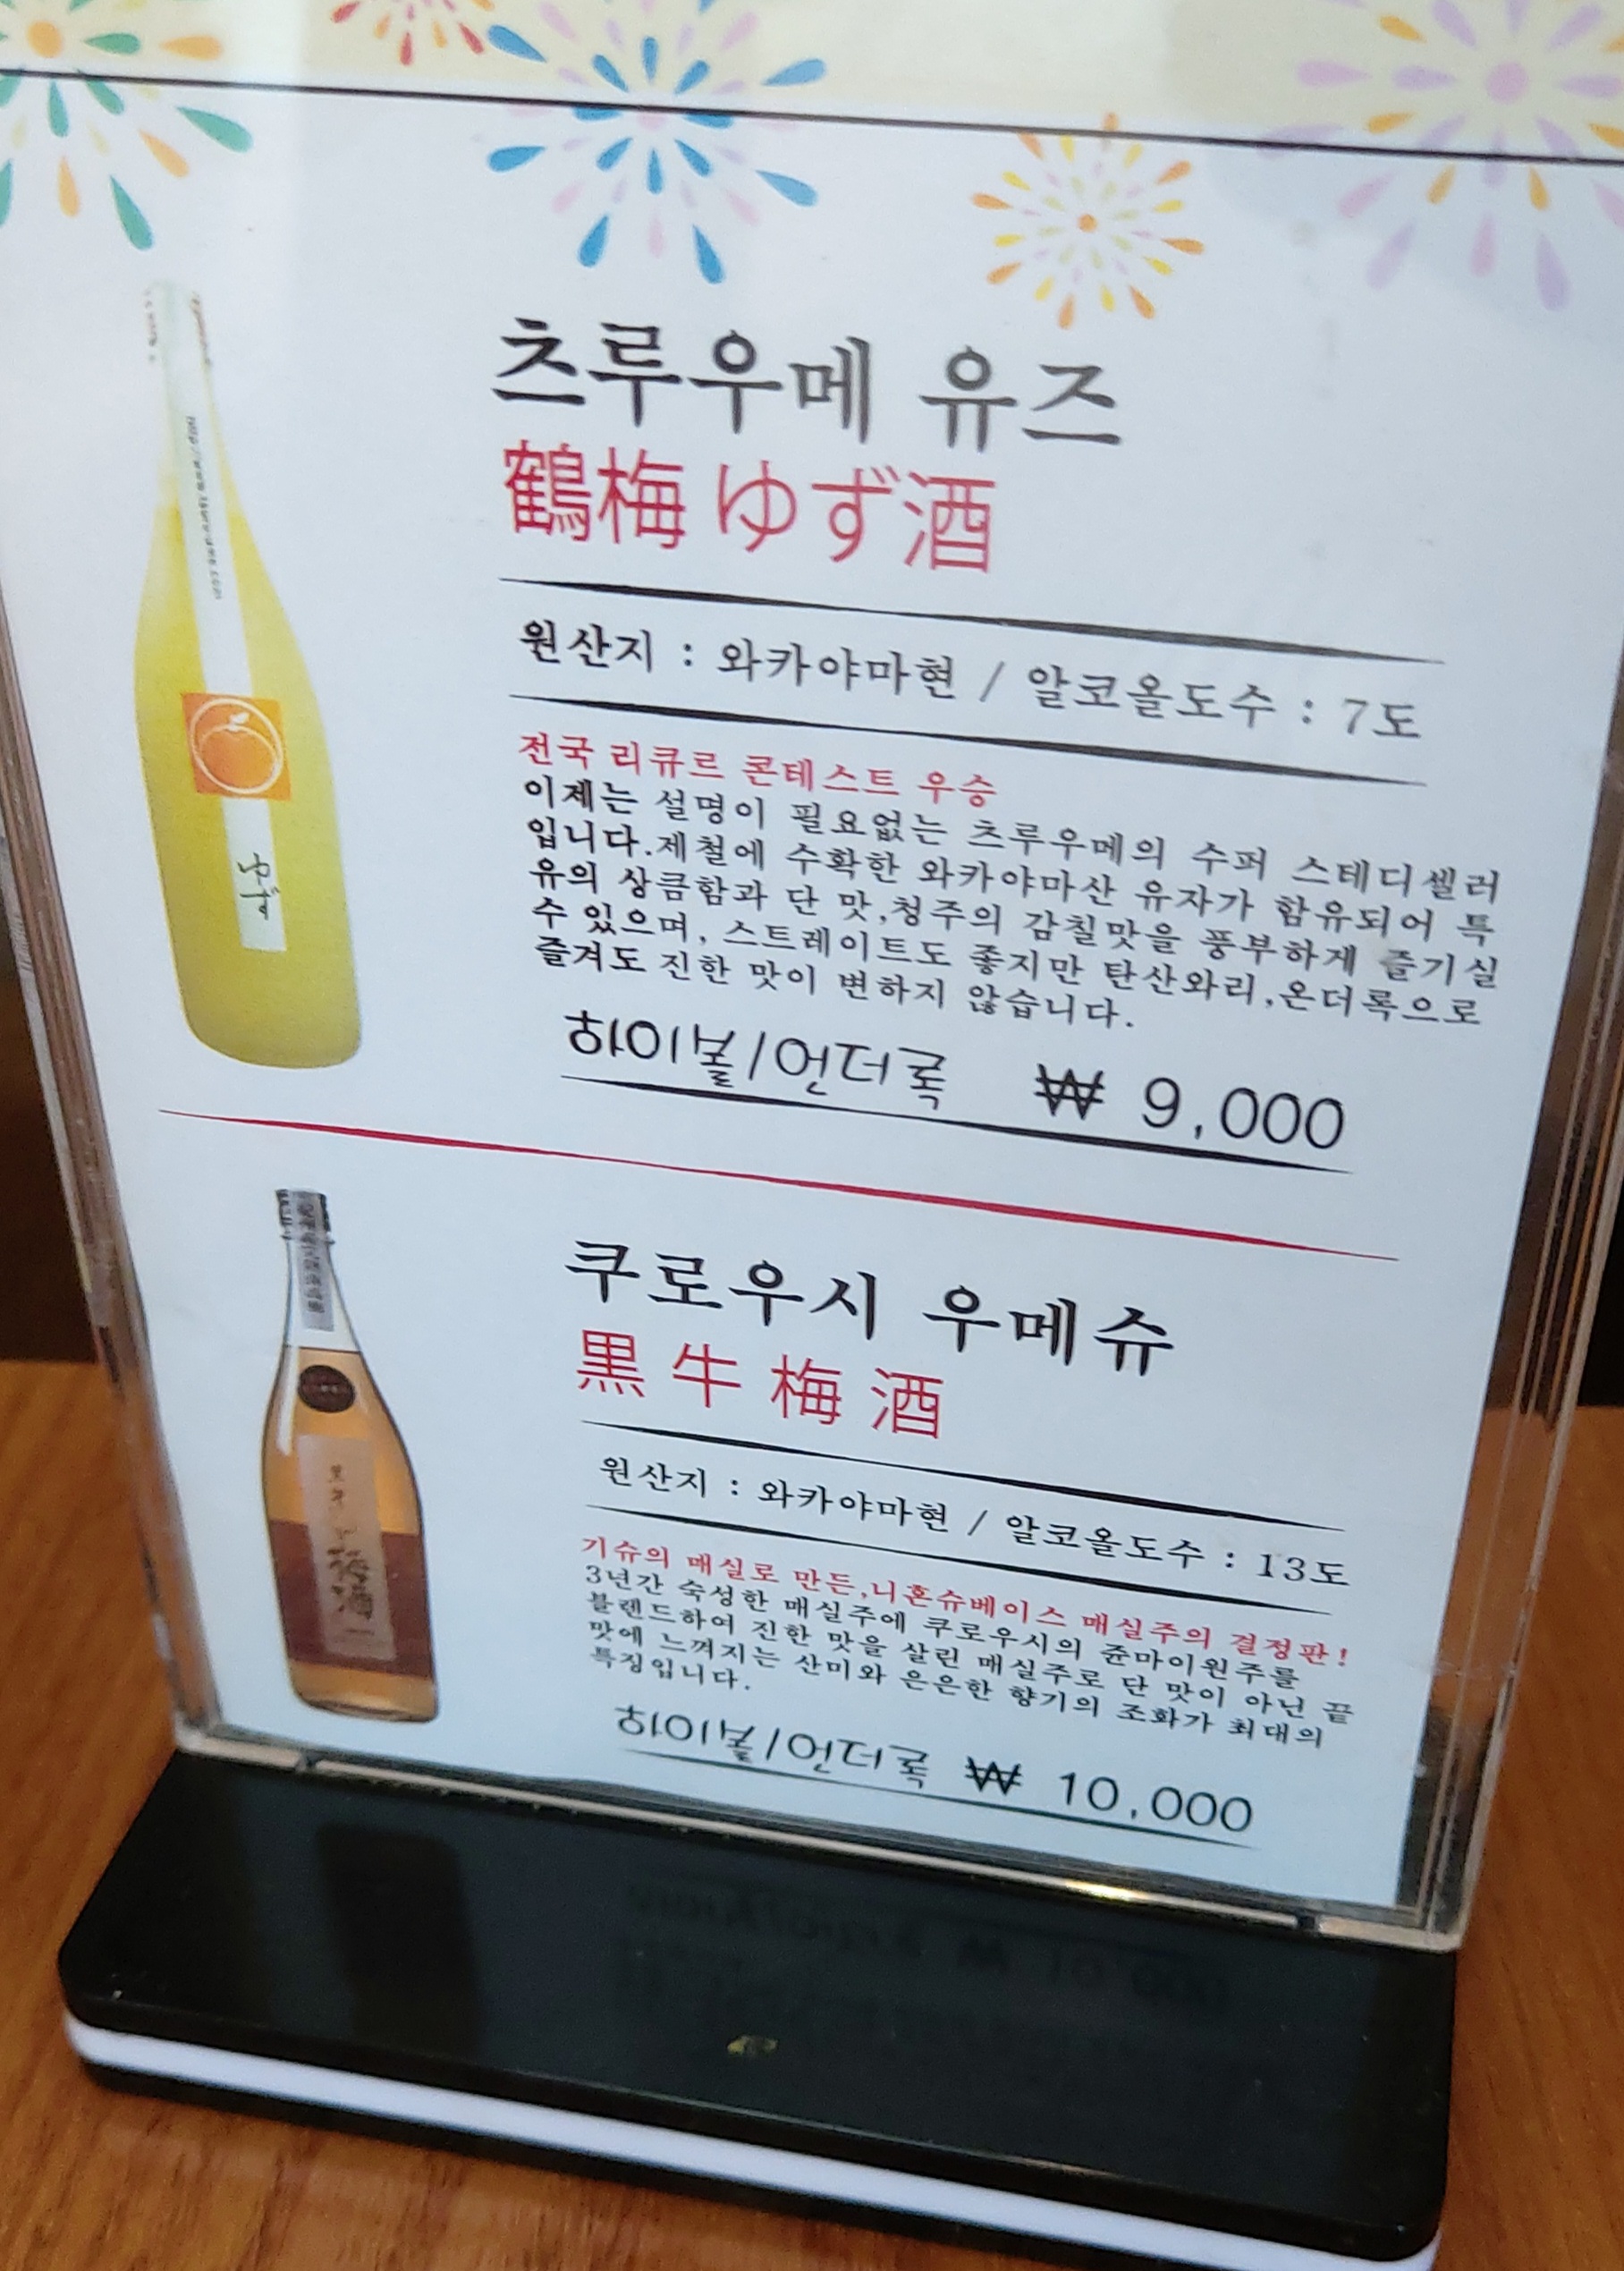 츠루우메 유즈
鶴梅 ゆず酒
원산지 : 와카야마현 / 알코올도수 : 7도
전국 리큐르 콘테스트 우승
이제는 설명이 필요없는 츠루우메의 수퍼 스테디셀러
입니다.제철에 수확한 와카야마산 유자가 함유되어 특
유의 상큼함과 단 맛,청주의 감칠맛을 풍부하게 즐기실
수 있으며, 스트레이트도 좋지만 탄산와리,온더록으로
즐겨도 진한 맛이 변하지 않습니다.
하이볼/언더록 ₩ 9,000
ゆず
쿠로우시 우메슈
黒牛梅酒
원산지 : 와카야마현 / 알코올도수 : 13도
기슈의 매실로 만든,니혼슈베이스 매실주의 결정판!
3년간 숙성한 매실주에 쿠로우시의 쥰마이원주를
블렌드하여 진한 맛을 살린 매실주로 단 맛이 아닌 끝
맛에 느껴지는 산미와 은은한 향기의 조화가 최대의
특징입니다.
하이볼/언더록 ₩ 10,000
梅酒